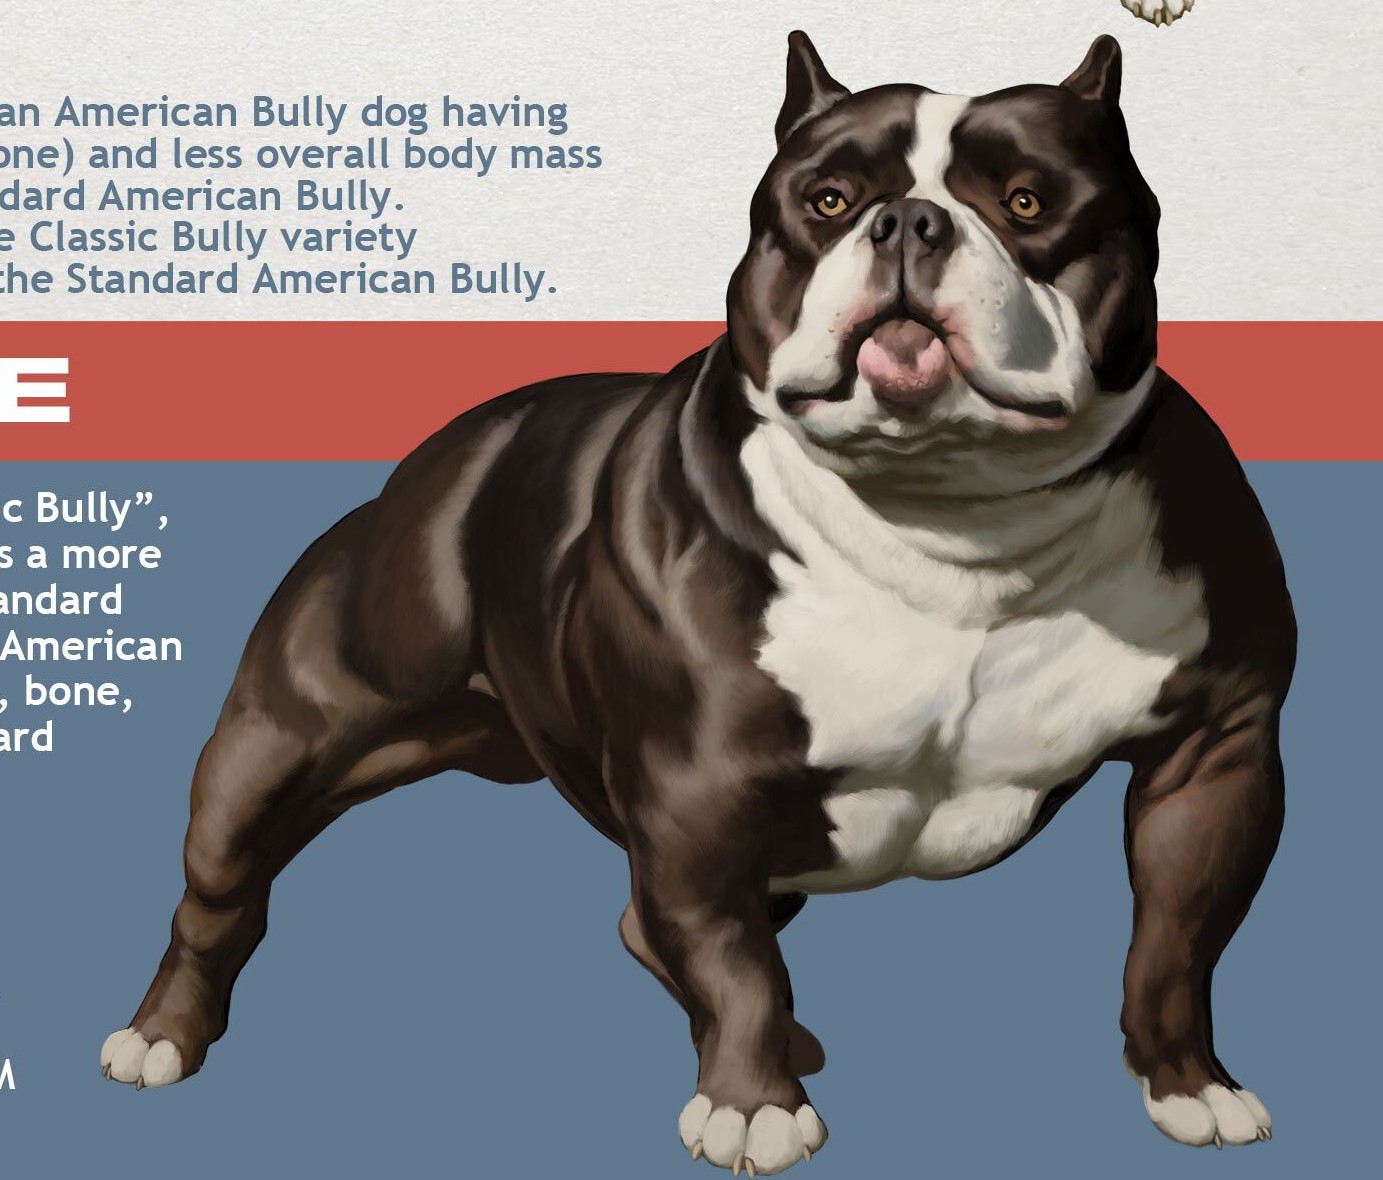 an American Bully dog having
one) and less overall body mass
dard American Bully.
e Classic Bully variety
the Standard American Bully.
E
c Bully”,
s a more
andard
American
, bone,
ard
M